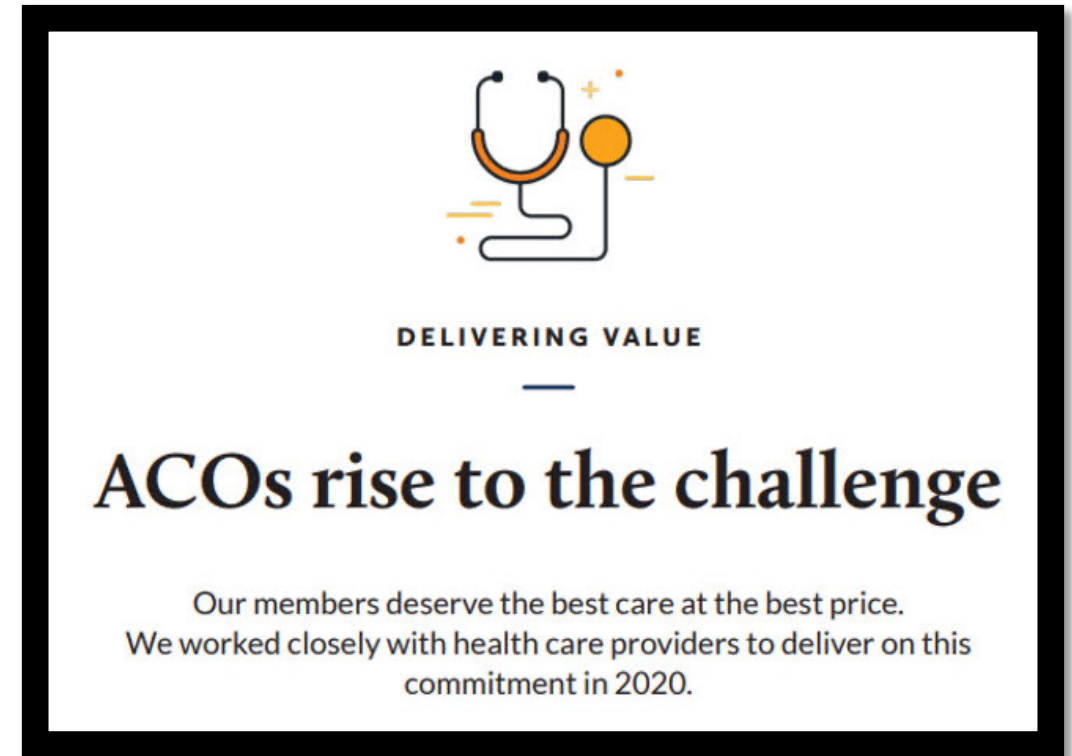 DELIVERING VALUE
ACOs rise to the challenge
Our members deserve the best care at the best price.
We worked closely with health care providers to deliver on this
commitment in 2020.